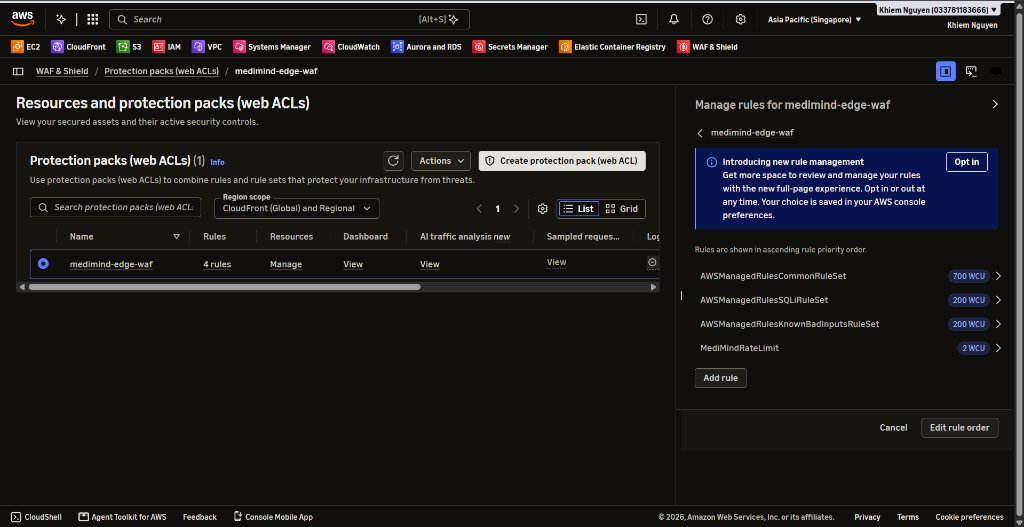 aws
Search
[Alt+S]
Asia Pacific (Singapore)
Khiem Nguyen (033781183666)
Khiem Nguyen
EC2 CloudFront S3 IAM VPC Systems Manager CloudWatch Aurora and RDS Secrets Manager Elastic Container Registry WAF & Shield
WAF & Shield / Protection packs (web ACLs) / medimind-edge-waf
Resources and protection packs (web ACLs)
View your secured assets and their active security controls.
Protection packs (web ACLs) (1) Info
Actions
Create protection pack (web ACL)
Use protection packs (web ACLs) to combine rules and rule sets that protect your infrastructure from threats.
Search protection packs (web ACL:
Region scope
CloudFront (Global) and Regional
1
List Grid
Name Rules Resources Dashboard AI traffic analysis new Sampled reques... Log
medimind-edge-waf 4 rules Manage View View View
Manage rules for medimind-edge-waf
medimind-edge-waf
Introducing new rule management
Opt in
Get more space to review and manage your rules
with the new full-page experience. Opt in or out at
any time. Your choice is saved in your AWS console
preferences.
Rules are shown in ascending rule priority order.
AWSManagedRulesCommonRuleSet 700 WCU
AWSManagedRulesSQLiRuleSet 200 WCU
AWSManagedRulesKnownBadInputsRuleSet 200 WCU
MediMindRateLimit 2 WCU
Add rule
Cancel Edit rule order
CloudShell Agent Toolkit for AWS Feedback Console Mobile App
© 2026, Amazon Web Services, Inc. or its affiliates. Privacy Terms Cookie preferences